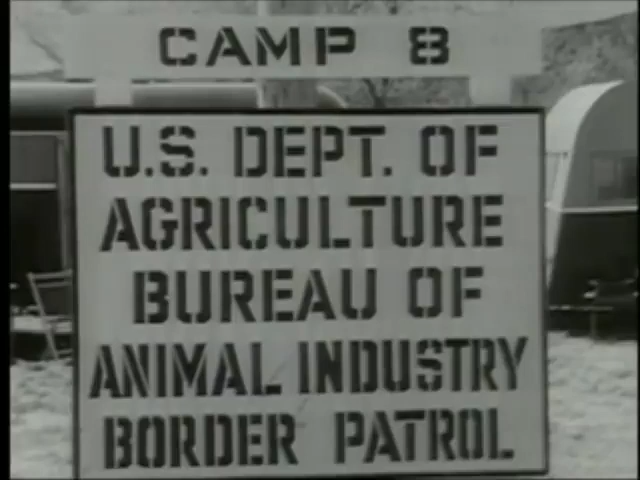 CAMP 8
U.S. DEPT. OF
AGRICULTURE
BUREAU OF
ANIMAL INDUSTRY
BORDER PATROL